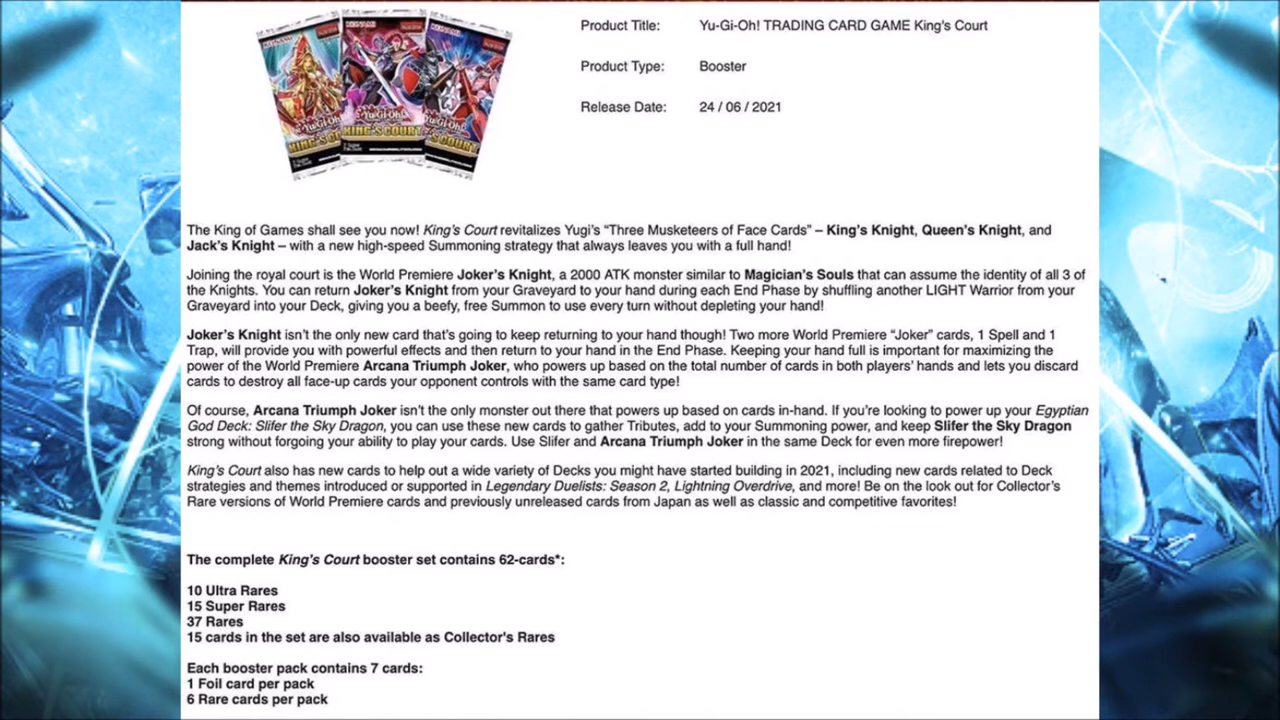 KONAMI KONAMI
Yu-Gi-Oh! Yu-Gi-Oh! Yu-Gi-Oh!
KING'S COURT
Product Title: Yu-Gi-Oh! TRADING CARD GAME King's Court
Product Type: Booster
Release Date: 24 / 06 / 2021
The King of Games shall see you now! King's Court revitalizes Yugi's “Three Musketeers of Face Cards” – King's Knight, Queen's Knight, and
Jack's Knight – with a new high-speed Summoning strategy that always leaves you with a full hand!
Joining the royal court is the World Premiere Joker's Knight, a 2000 ATK monster similar to Magician's Souls that can assume the identity of all 3 of
the Knights. You can return Joker's Knight from your Graveyard to your hand during each End Phase by shuffling another LIGHT Warrior from your
Graveyard into your Deck, giving you a beefy, free Summon to use every turn without depleting your hand!
Joker's Knight isn't the only new card that's going to keep returning to your hand though! Two more World Premiere “Joker” cards, 1 Spell and 1
Trap, will provide you with powerful effects and then return to your hand in the End Phase. Keeping your hand full is important for maximizing the
power of the World Premiere Arcana Triumph Joker, who powers up based on the total number of cards in both players' hands and lets you discard
cards to destroy all face-up cards your opponent controls with the same card type!
Of course, Arcana Triumph Joker isn't the only monster out there that powers up based on cards in-hand. If you're looking to power up your Egyptian
God Deck: Slifer the Sky Dragon, you can use these new cards to gather Tributes, add to your Summoning power, and keep Slifer the Sky Dragon
strong without forgoing your ability to play your cards. Use Slifer and Arcana Triumph Joker in the same Deck for even more firepower!
King's Court also has new cards to help out a wide variety of Decks you might have started building in 2021, including new cards related to Deck
strategies and themes introduced or supported in Legendary Duelists: Season 2, Lightning Overdrive, and more! Be on the look out for Collector's
Rare versions of World Premiere cards and previously unreleased cards from Japan as well as classic and competitive favorites!
The complete King's Court booster set contains 62-cards*:
10 Ultra Rares
15 Super Rares
37 Rares
15 cards in the set are also available as Collector's Rares
Each booster pack contains 7 cards:
1 Foil card per pack
6 Rare cards per pack